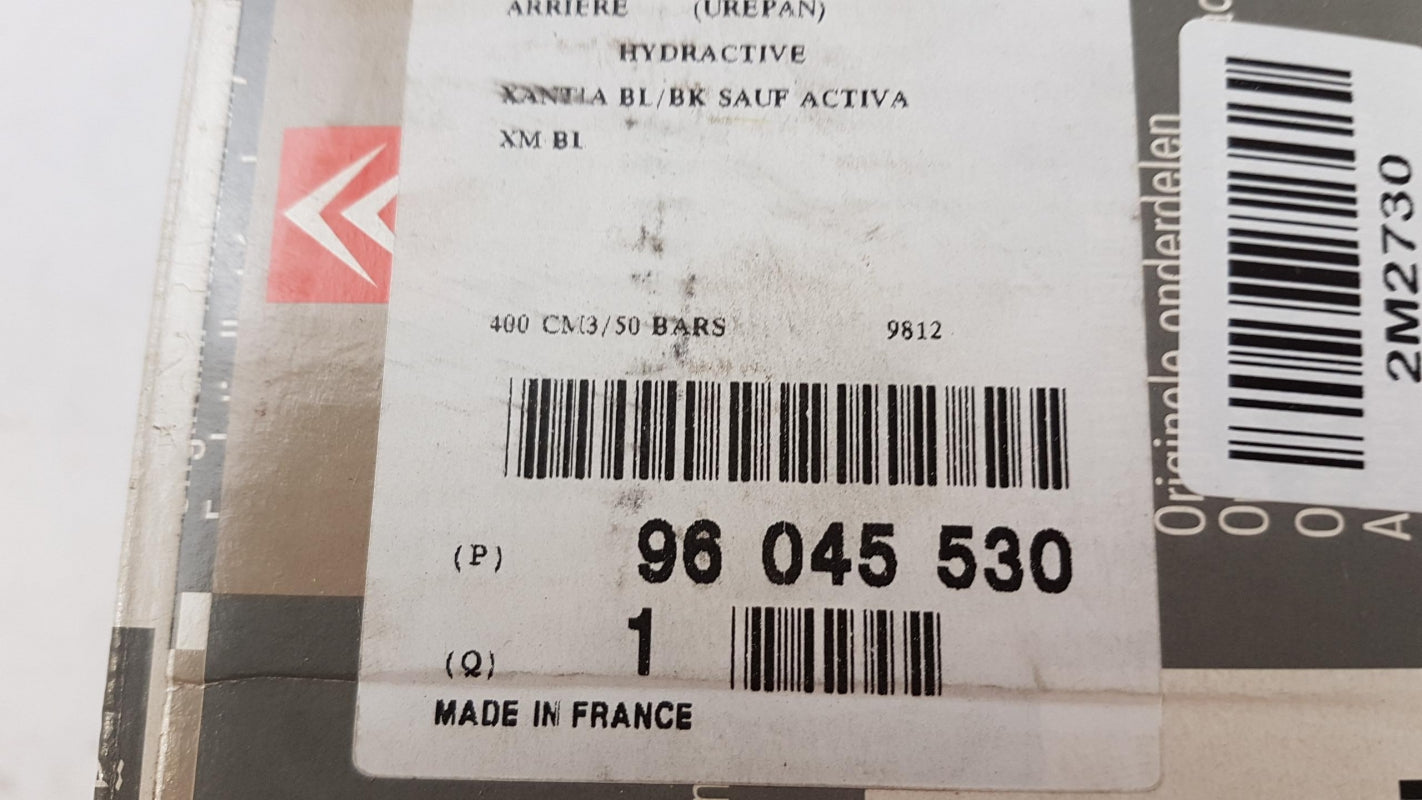 ARRIERE (UREPAN)
HYDRACTIVE
XANTIA BL/BK SAUF ACTIVA
XM BL
400 CM3/50 BARS 9812
(P) 96 045 530
(Q) 1
MADE IN FRANCE
Originele onderdelen
2M2730